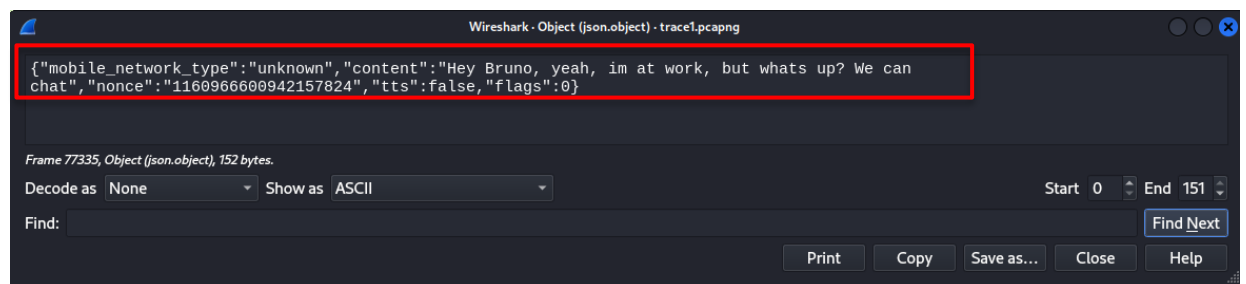 Wireshark · Object (json.object) · trace1.pcapng
{"mobile_network_type":"unknown","content":"Hey Bruno, yeah, im at work, but whats up? We can
chat","nonce":"1160966600942157824","tts":false,"flags":0}
Frame 77335, Object (json.object), 152 bytes.
Decode as None Show as ASCII Start 0 End 151
Find: Find Next
Print Copy Save as... Close Help